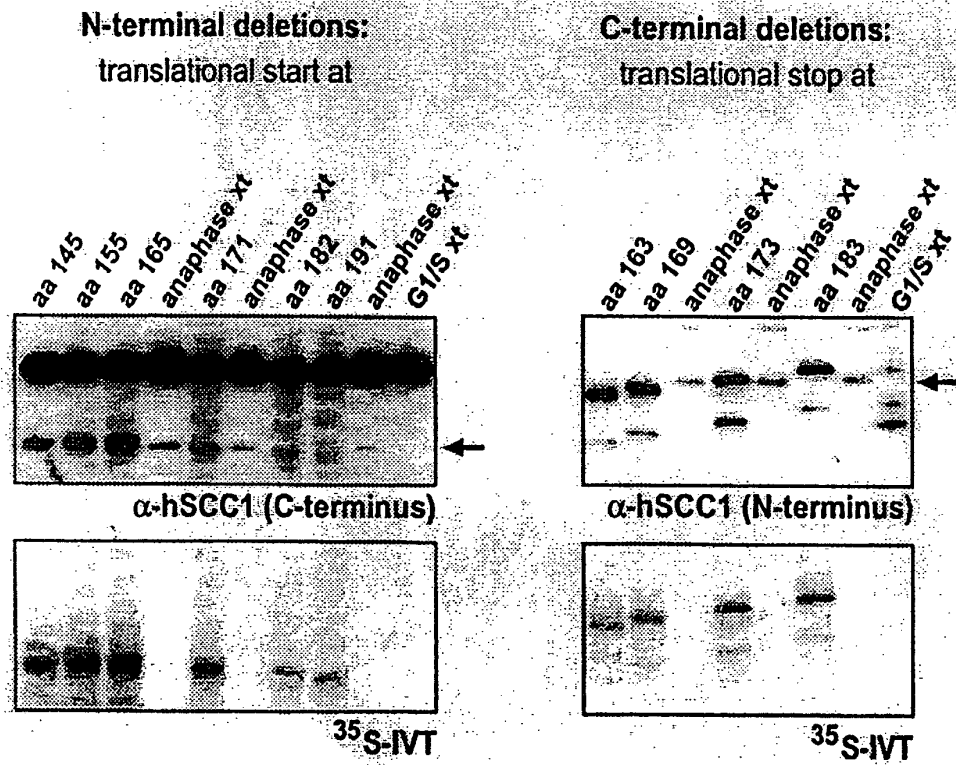 N-terminal deletions:
translational start at
aa 145
aa 155
aa 165
anaphase xt
aa 171
anaphase xt
aa 182
aa 191
anaphase xt
G1/S xt
α-hSCC1 (C-terminus)
35S-IVT
C-terminal deletions:
translational stop at
aa 163
aa 169
anaphase xt
aa 173
anaphase xt
aa 183
anaphase xt
G1/S xt
α-hSCC1 (N-terminus)
35S-IVT